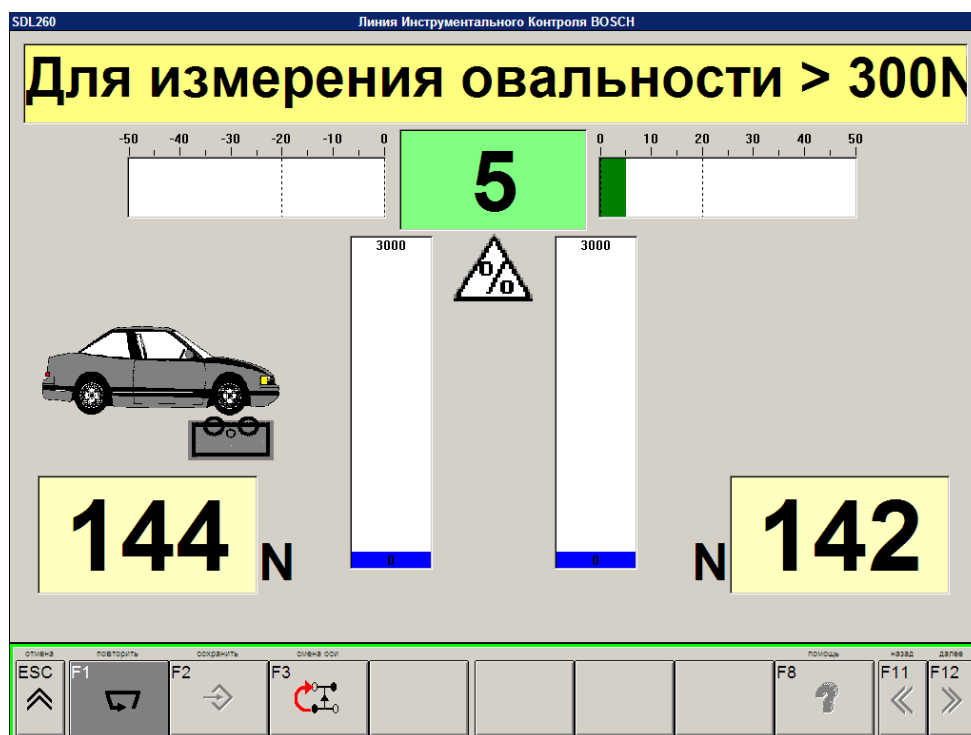 SDL260 Линия Инструментального Контроля BOSCH
Для измерения овальности > 300N
-50 -40 -30 -20 -10 0
5
0 10 20 30 40 50
3000 % 3000
144 N
N 142
0 0
отмена повторить сохранить смена оси помощь назад далее
ESC F1 F2 F3 F8 F11 F12